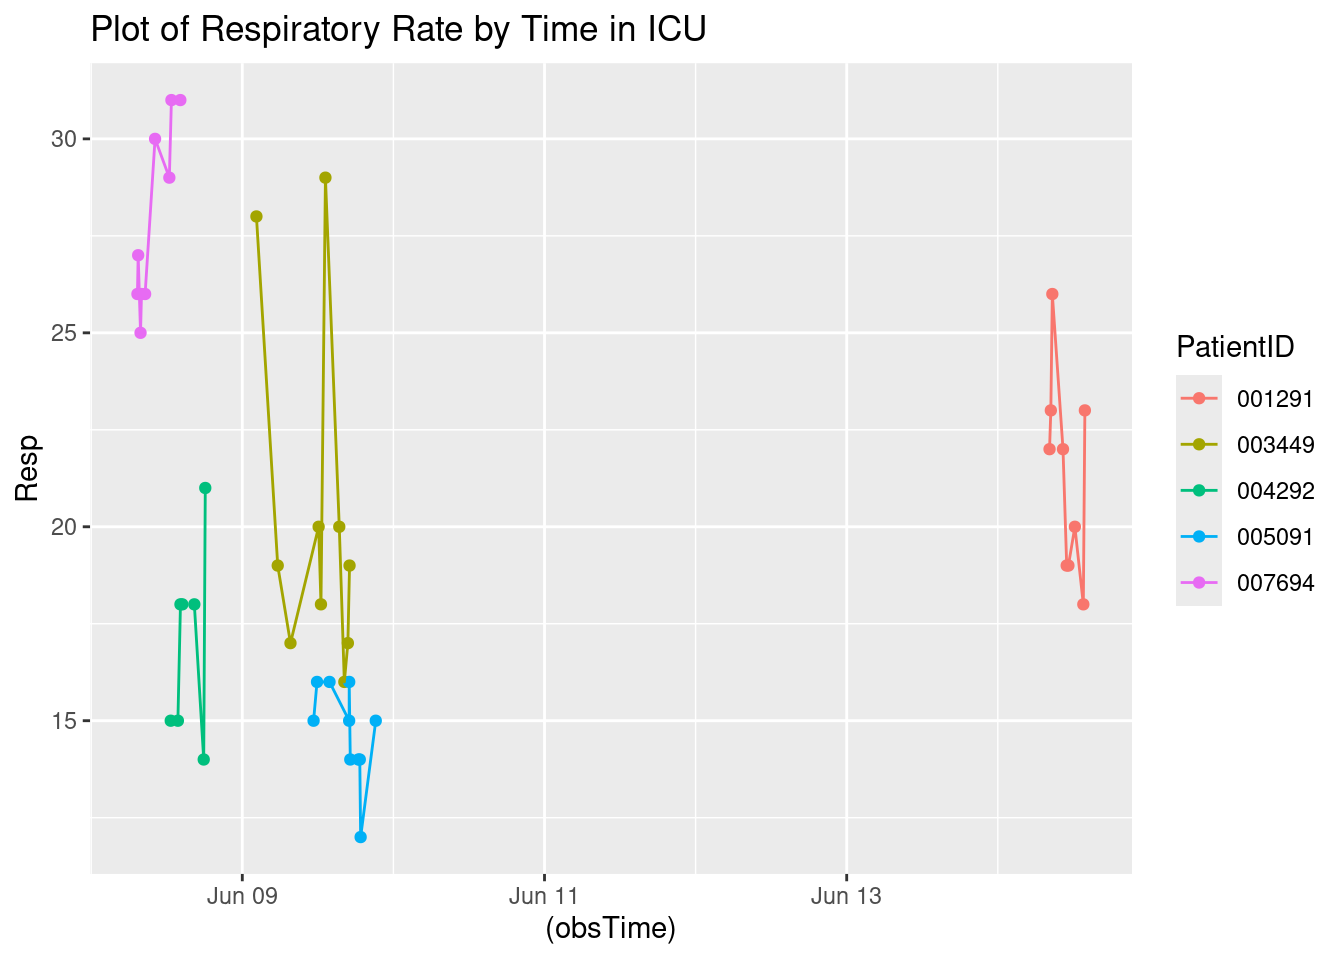 Plot of Respiratory Rate by Time in ICU
30
25
20
15
Resp
Jun 09
Jun 11
Jun 13
(obsTime)
PatientID
001291
003449
004292
005091
007694